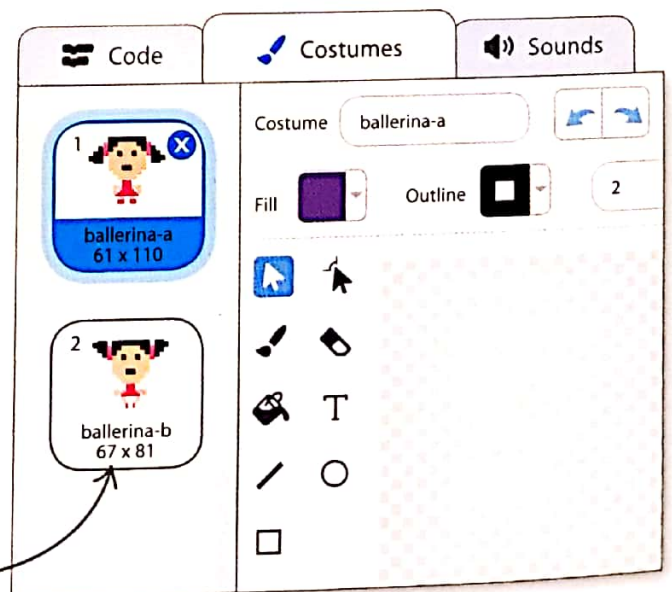 Code
Costumes
Sounds
1
ballerina-a
61 x 110
2
ballerina-b
67 x 81
Costume
ballerina-a
Fill
Outline
2
T